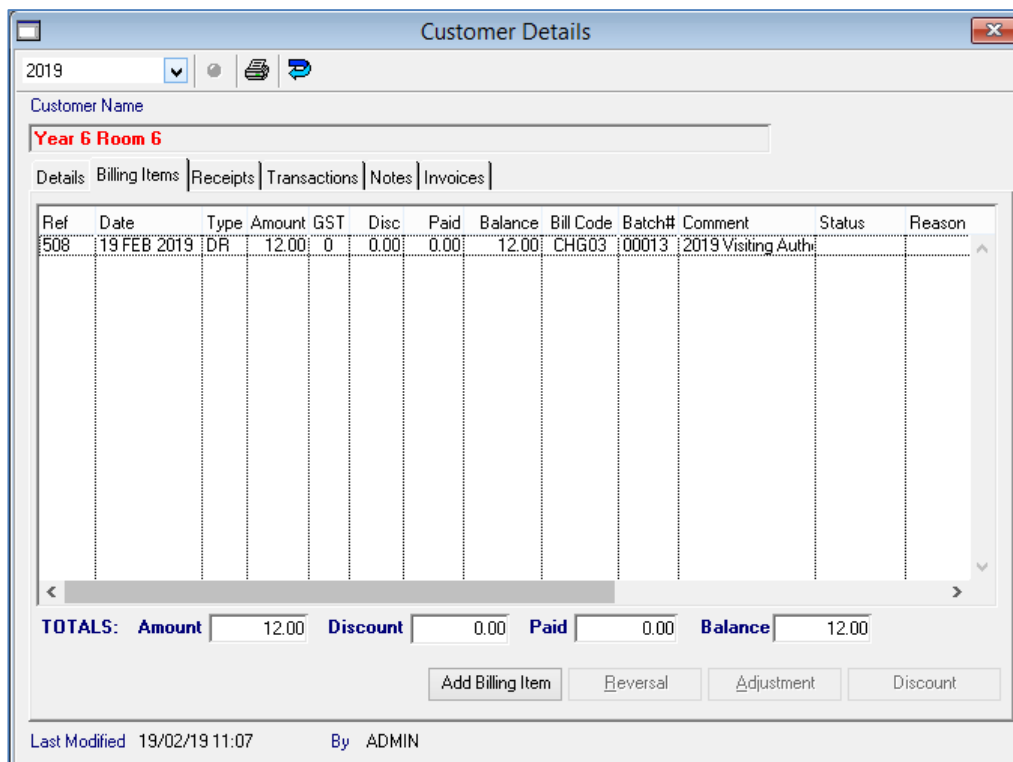 Customer Details
2019
Customer Name
Year 6 Room 6
Details Billing Items Receipts Transactions Notes Invoices
Ref Date Type Amount GST Disc Paid Balance Bill Code Batch# Comment Status Reason
508 19 FEB 2019 DR 12.00 0 0.00 0.00 12.00 CHG03 00013 2019 Visiting Auth
TOTALS: Amount 12.00 Discount 0.00 Paid 0.00 Balance 12.00
Add Billing Item Reversal Adjustment Discount
Last Modified 19/02/19 11:07 By ADMIN